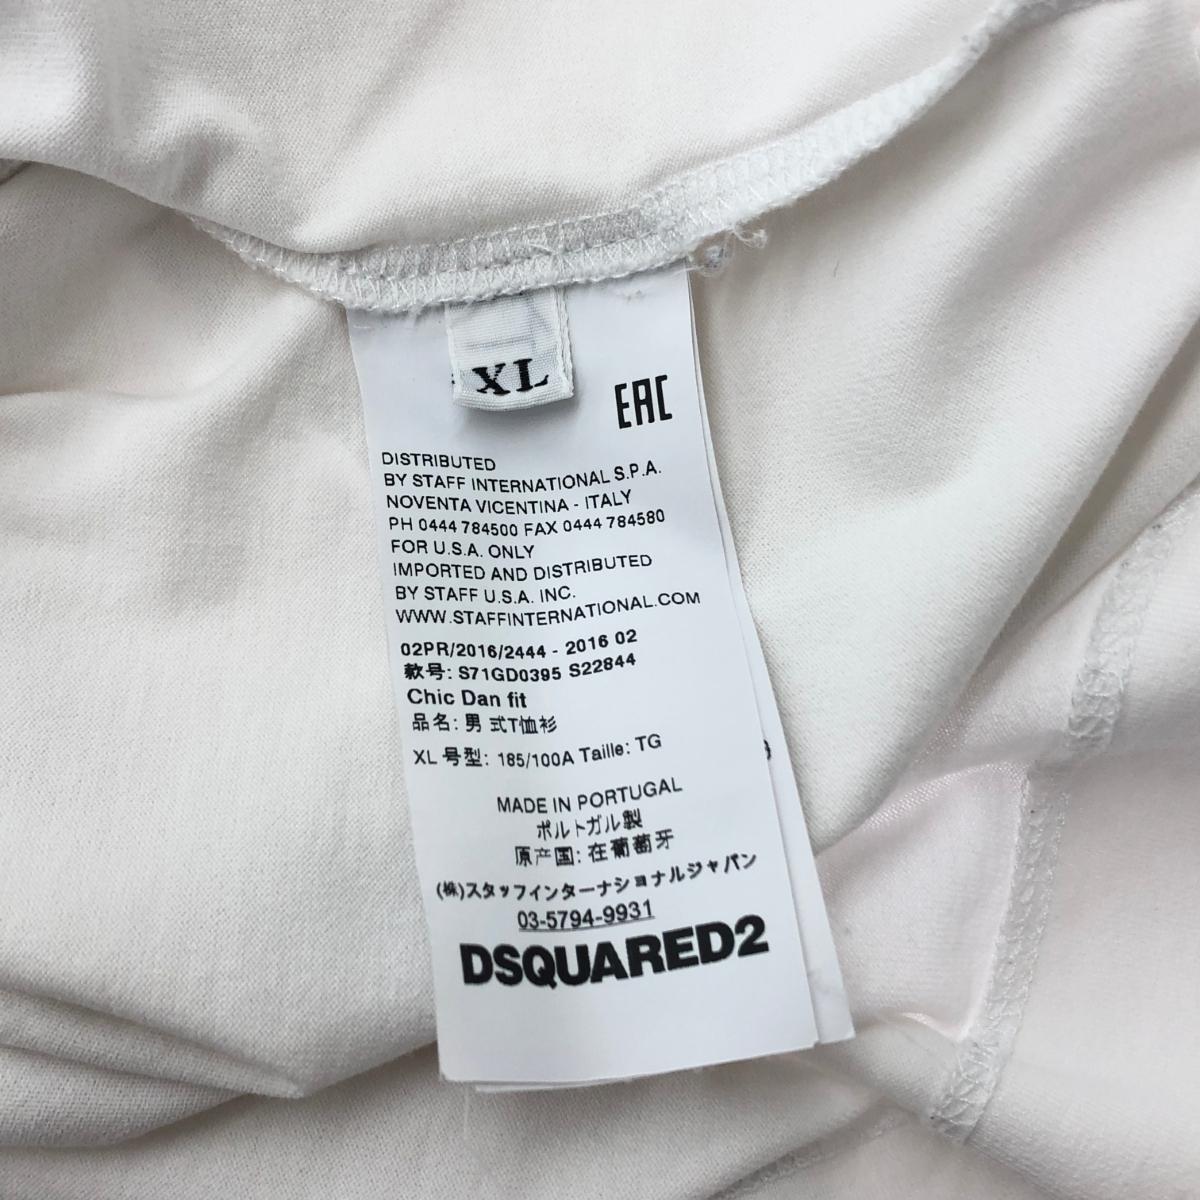 XL
EAC
DISTRIBUTED
BY STAFF INTERNATIONAL S.P.A.
NOVENTA VICENTINA - ITALY
PH 0444 784500 FAX 0444 784580
FOR U.S.A. ONLY
IMPORTED AND DISTRIBUTED
BY STAFF U.S.A. INC.
WWW.STAFFINTERNATIONAL.COM
02PR/2016/2444 - 2016 02
款号: S71GD0395 S22844
Chic Dan fit
品名: 男 式T恤衫
XL 号型: 185/100A Taille: TG
MADE IN PORTUGAL
ポルトガル製
原产国: 在葡萄牙
(株)スタッフインターナショナルジャパン
03-5794-9931
DSQUARED2